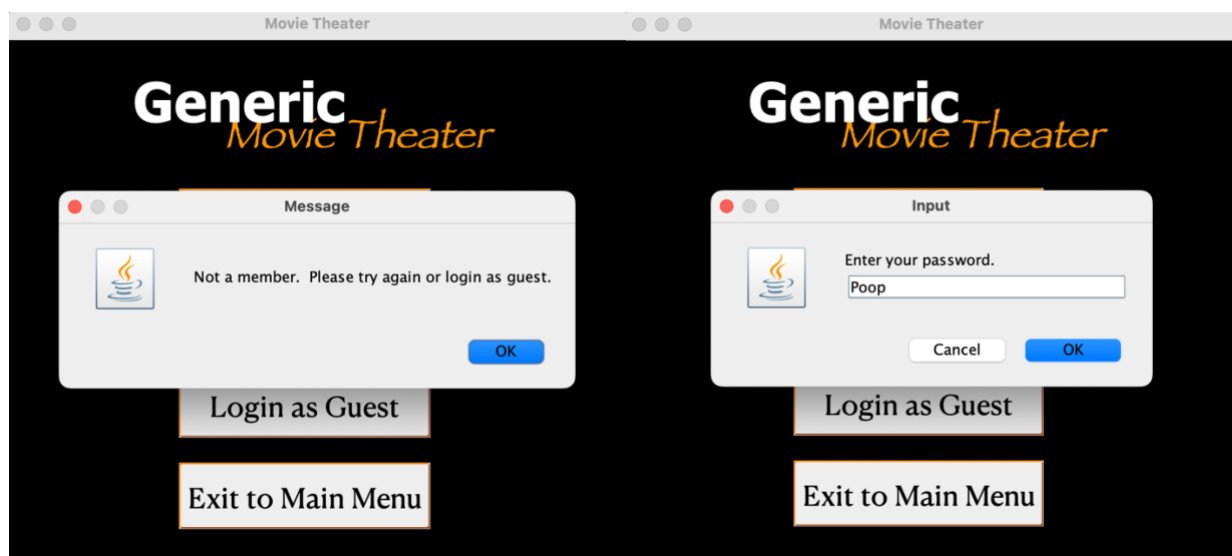 Movie Theater
Generic
Movie Theater
Message
Not a member.  Please try again or login as guest.
OK
Login as Guest
Exit to Main Menu
Movie Theater
Generic
Movie Theater
Input
Enter your password.
Poop
Cancel
OK
Login as Guest
Exit to Main Menu